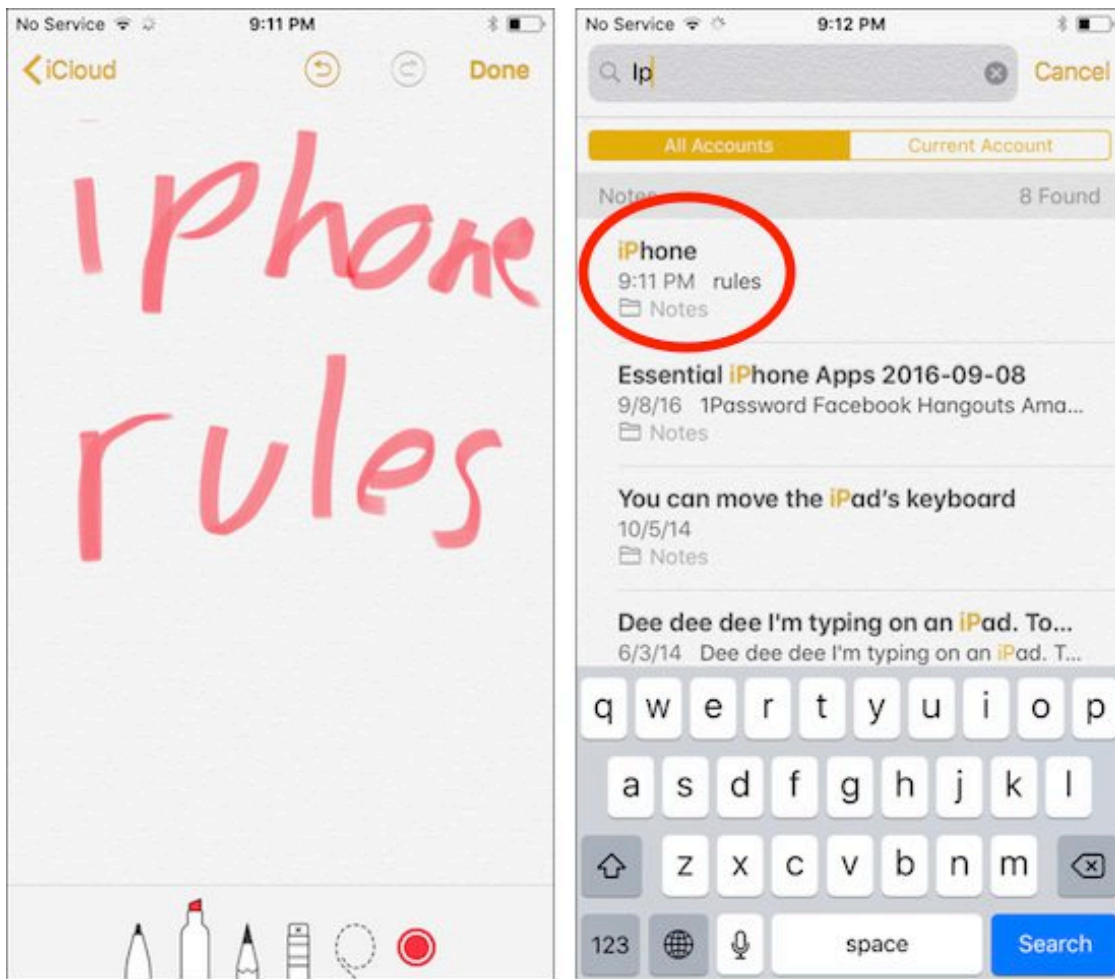 No Service 9:11 PM
iCloud Done
iphone
rules
No Service 9:12 PM
Ip Cancel
All Accounts Current Account
Notes 8 Found
iPhone
9:11 PM rules
Notes
Essential iPhone Apps 2016-09-08
9/8/16 1Password Facebook Hangouts Ama...
Notes
You can move the iPad's keyboard
10/5/14
Notes
Dee dee dee I'm typing on an iPad. To...
6/3/14 Dee dee dee I'm typing on an iPad. T...
q w e r t y u i o p
a s d f g h j k l
z x c v b n m
123 space Search